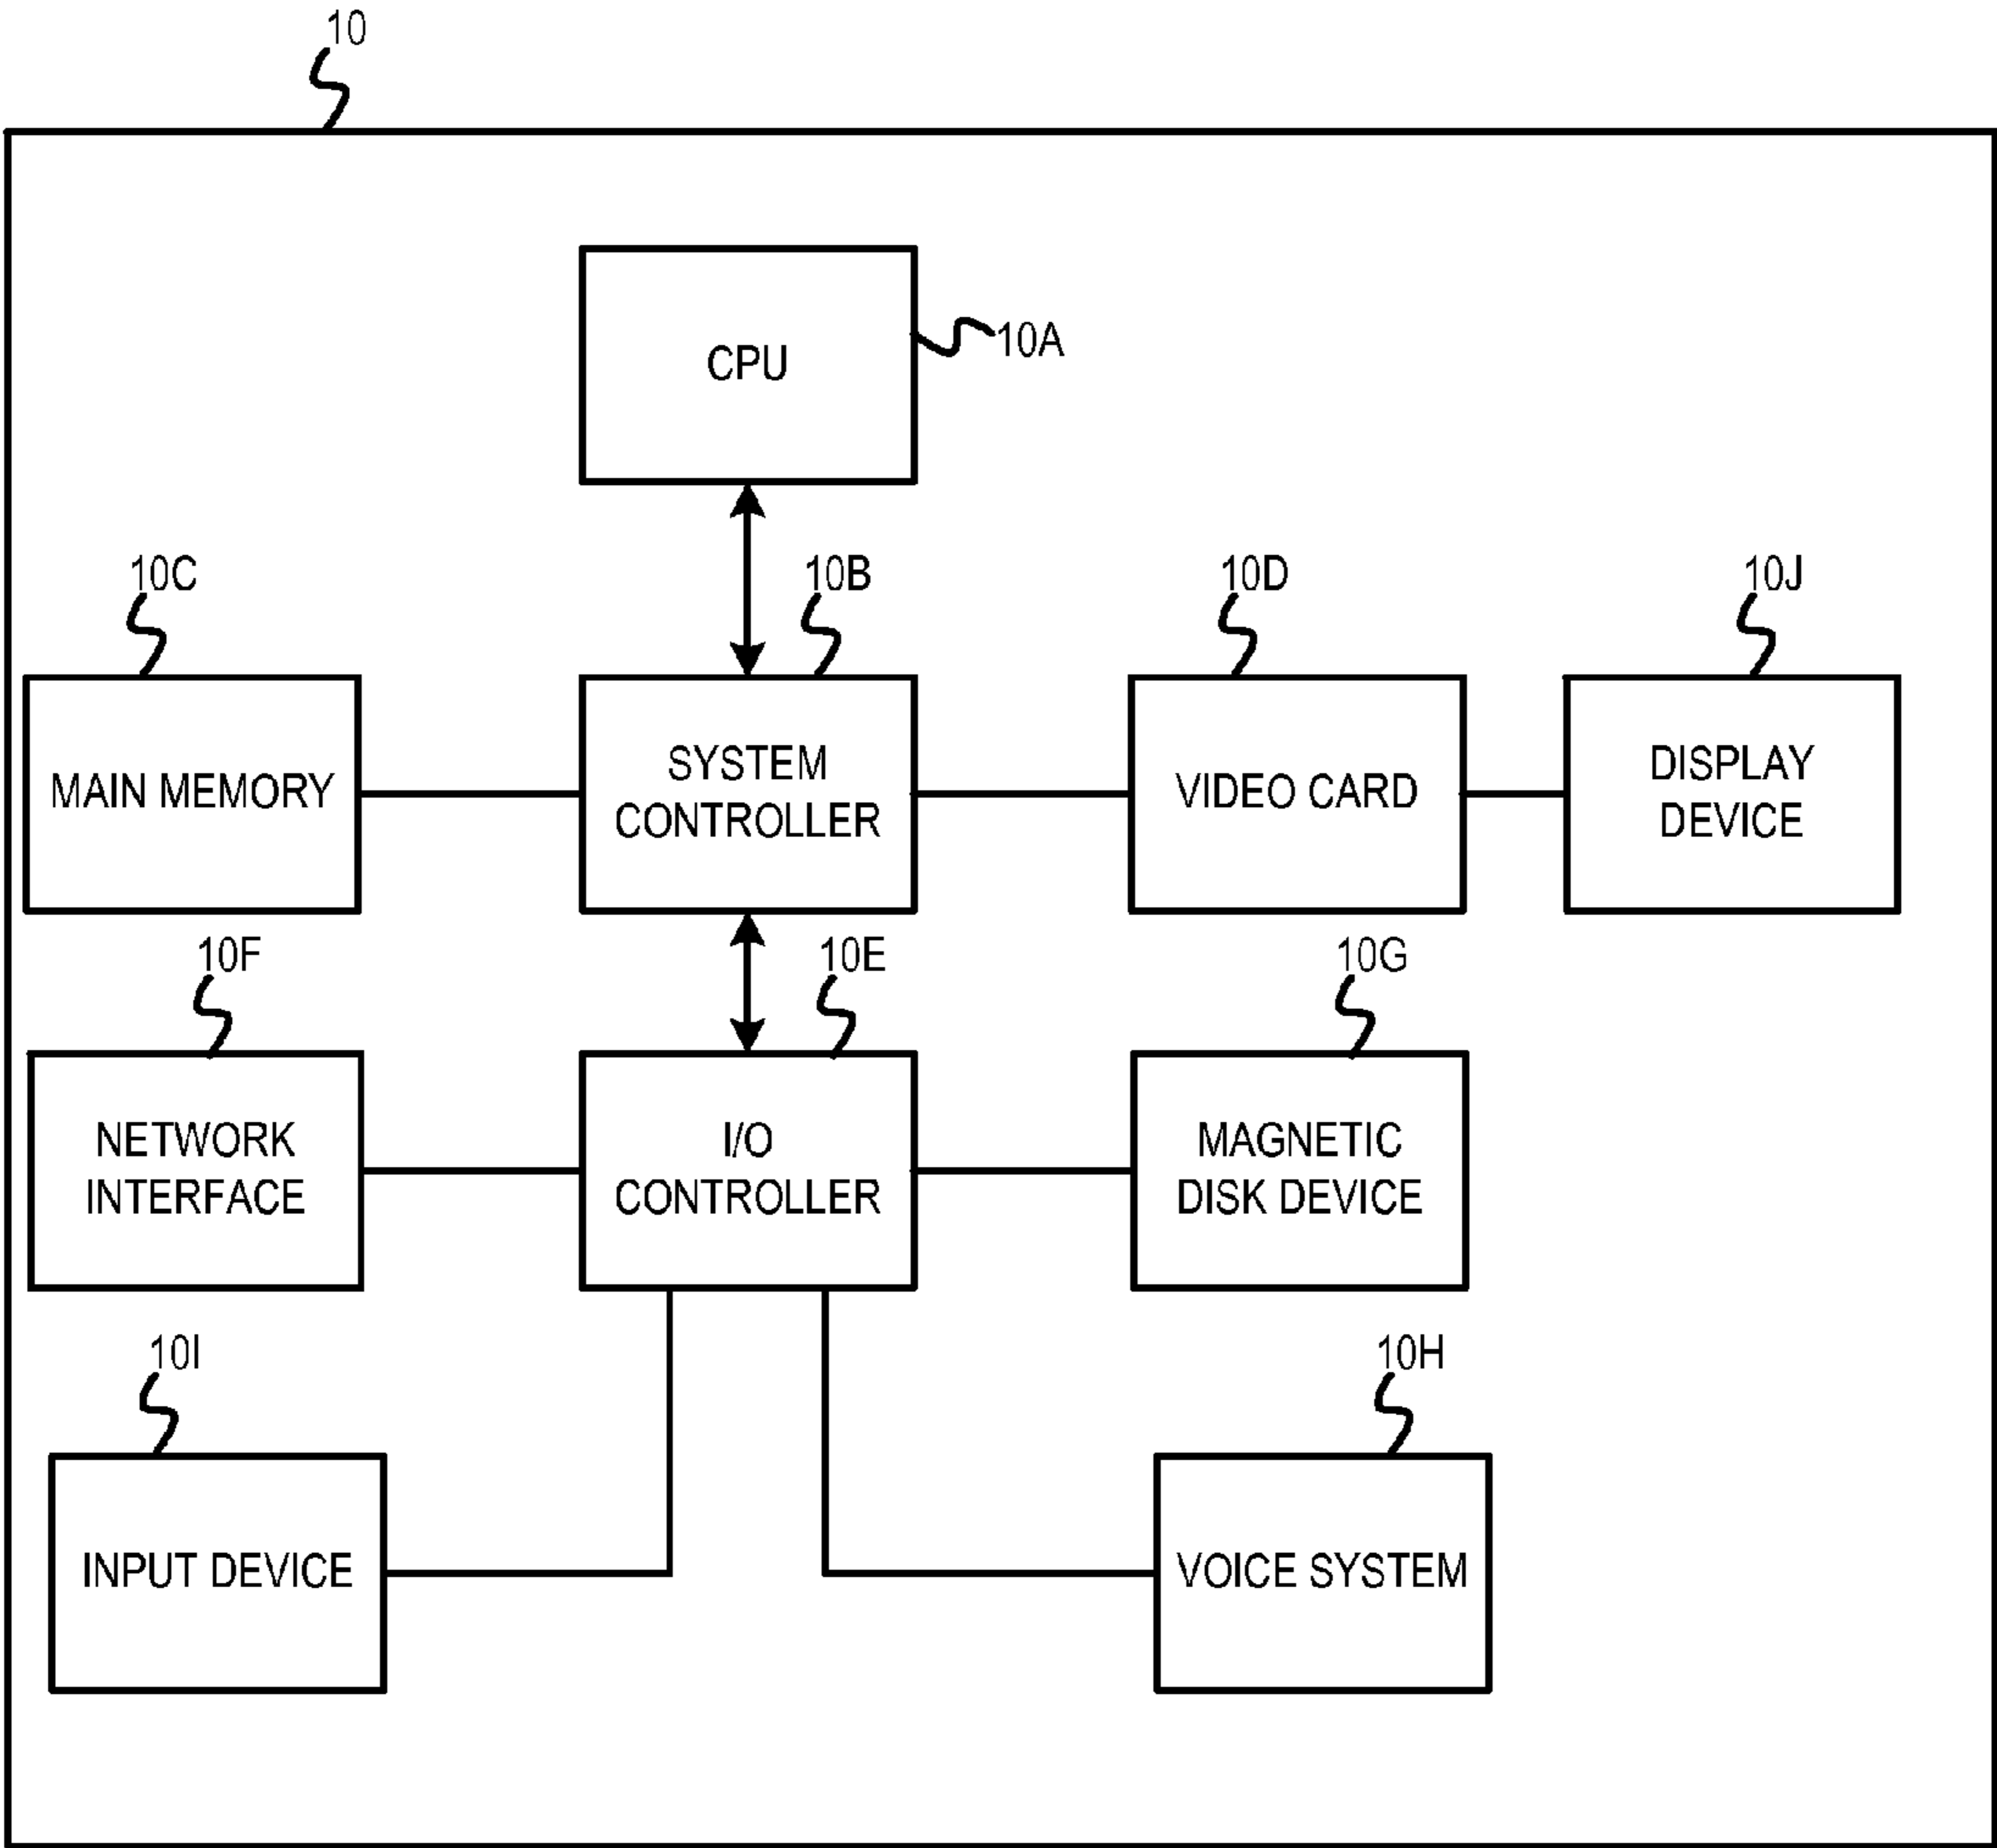 10
CPU
10A
10C
10B
10D
10J
MAIN MEMORY
SYSTEM
CONTROLLER
VIDEO CARD
DISPLAY
DEVICE
10F
10E
10G
NETWORK
INTERFACE
I/O
CONTROLLER
MAGNETIC
DISK DEVICE
10I
10H
INPUT DEVICE
VOICE SYSTEM